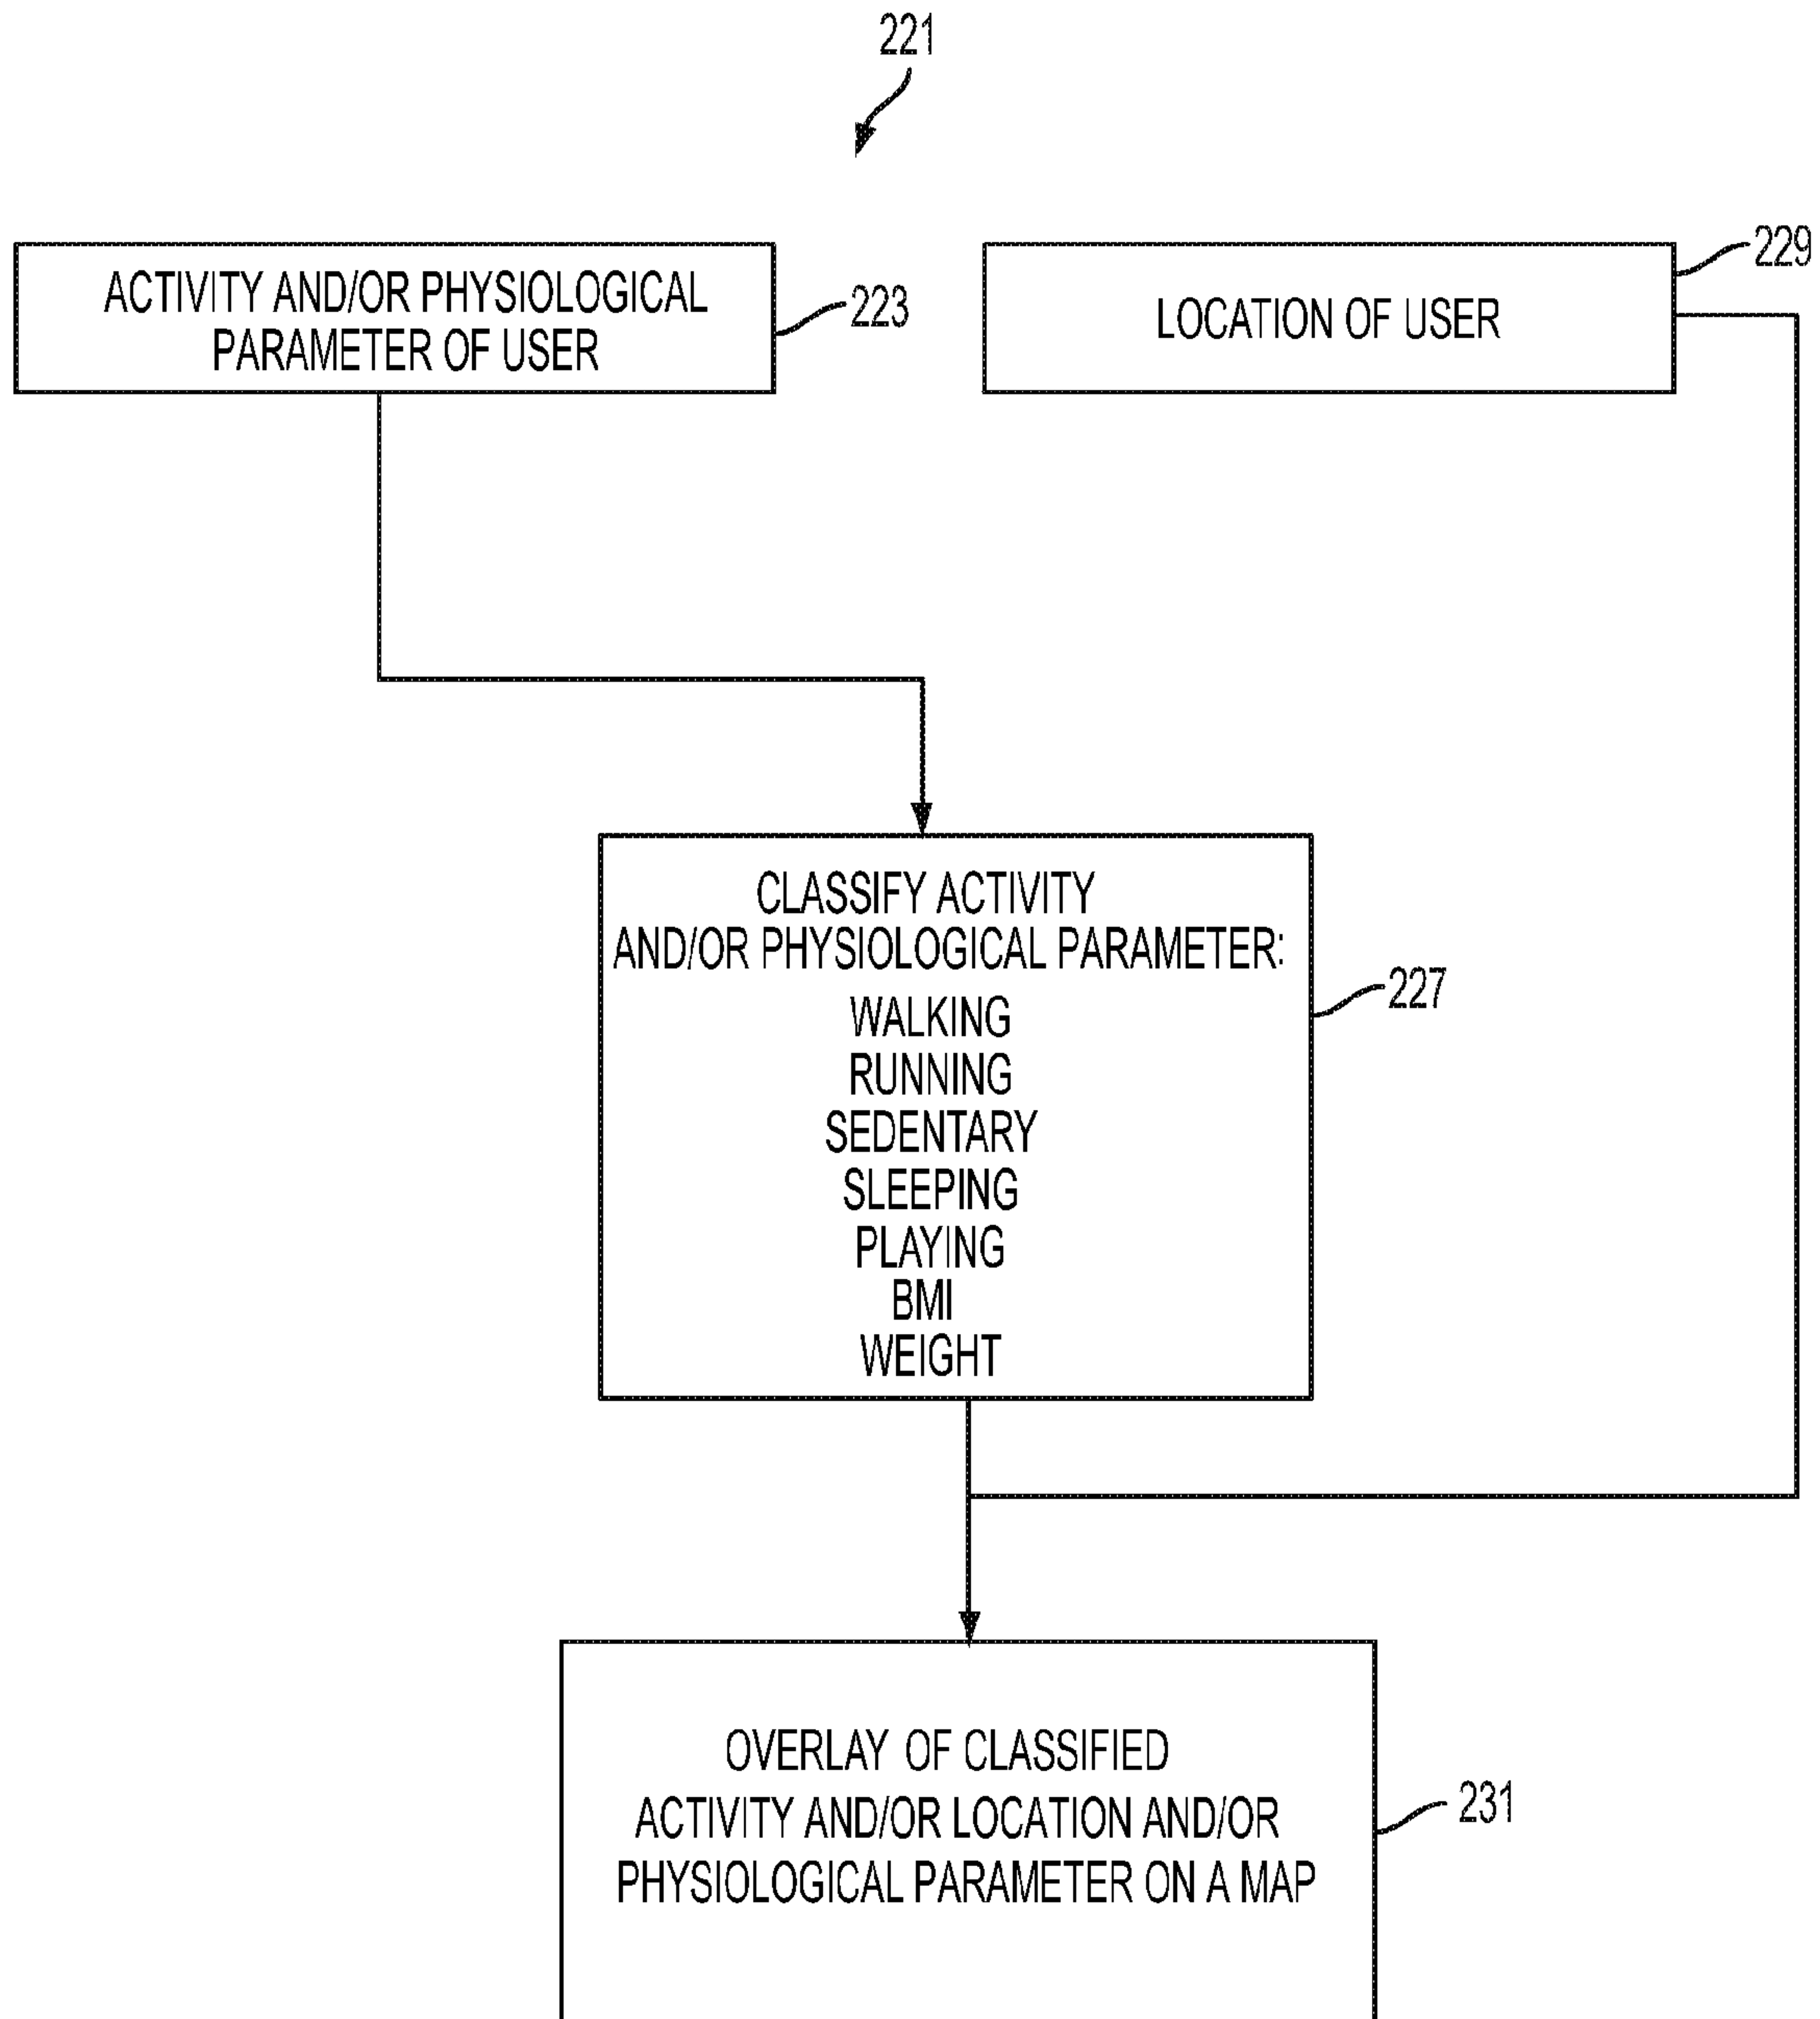 221
ACTIVITY AND/OR PHYSIOLOGICAL
PARAMETER OF USER
223
LOCATION OF USER
229
CLASSIFY ACTIVITY
AND/OR PHYSIOLOGICAL PARAMETER:
WALKING
RUNNING
SEDENTARY
SLEEPING
PLAYING
BMI
WEIGHT
227
OVERLAY OF CLASSIFIED
ACTIVITY AND/OR LOCATION AND/OR
PHYSIOLOGICAL PARAMETER ON A MAP
231